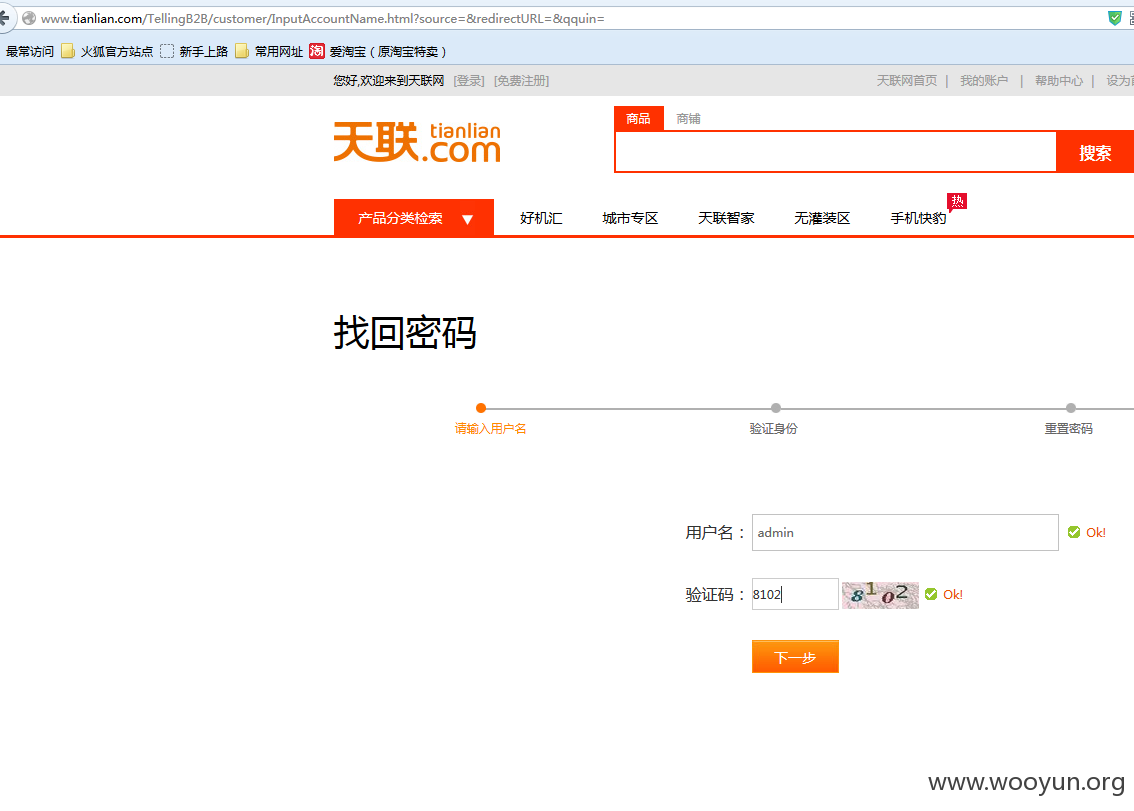 www.tianlian.com/TellingB2B/customer/InputAccountName.html?source=&redirectURL=&qquin=
最常访问 火狐官方站点 新手上路 常用网址 淘 爱淘宝（原淘宝特卖）
您好,欢迎来到天联网 [登录] [免费注册] 天联网首页 | 我的账户 | 帮助中心 | 设为
商品 商铺
天联 tianlian .com
搜索
热
产品分类检索 ▼ 好机汇 城市专区 天联智家 无灌装区 手机快豹
找回密码
请输入用户名 验证身份 重置密码
用户名： admin Ok!
验证码： 8102 8102 Ok!
下一步
www.wooyun.org